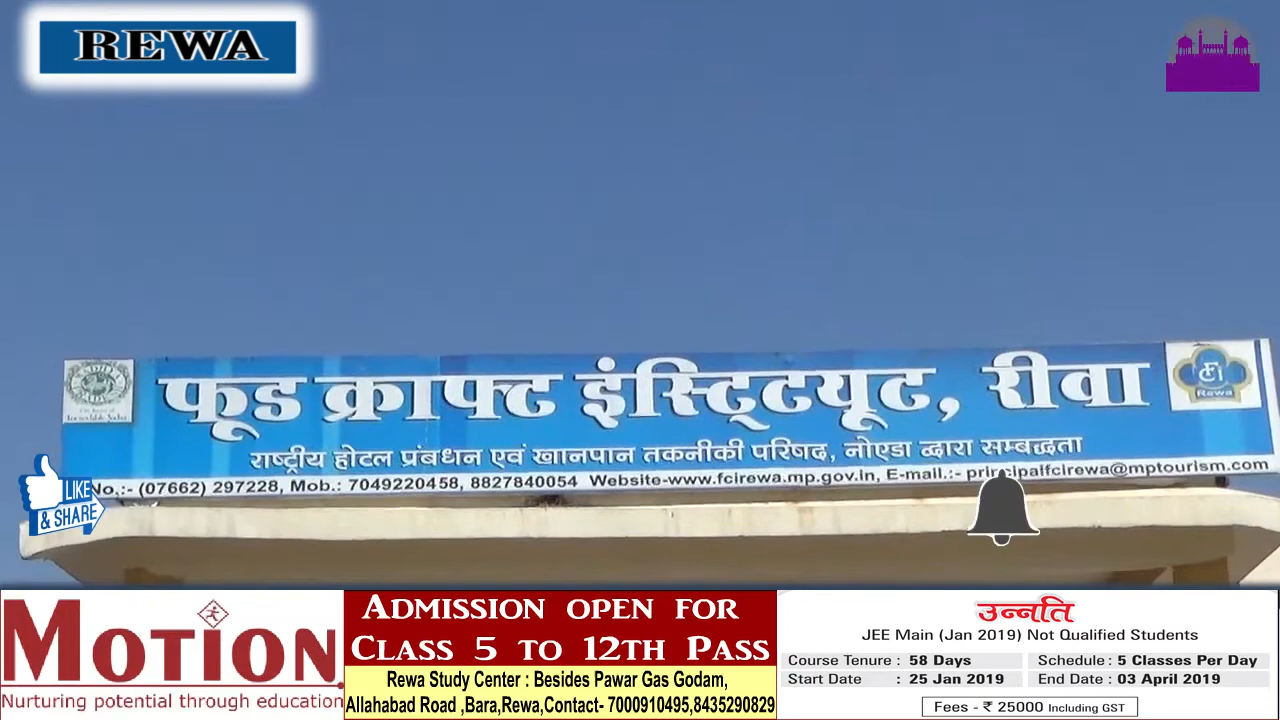 REWA
फूड क्राफ्ट इंस्टिट्यूट, रीवा
Rewa
राष्ट्रीय होटल प्रंबधन एवं खानपान तकनीकी परिषद, नोएडा द्वारा सम्बद्धता
No.:- (07662) 297228, Mob.: 7049220458, 8827840054 Website-www.fcirewa.mp.gov.in, E-mail.:- principalfcirewa@mptourism.com
LIKE
& SHARE
MOTION
Nurturing potential through education
ADMISSION OPEN FOR
CLASS 5 TO 12TH PASS
Rewa Study Center : Besides Pawar Gas Godam,
Allahabad Road ,Bara,Rewa,Contact- 7000910495,8435290829
उन्नति
JEE Main (Jan 2019) Not Qualified Students
Course Tenure : 58 Days Schedule : 5 Classes Per Day
Start Date : 25 Jan 2019 End Date : 03 April 2019
Fees - ₹ 25000 Including GST